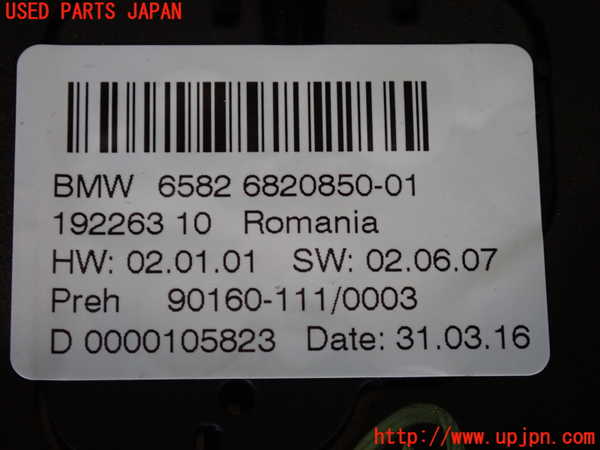 USED PARTS JAPAN
BMW 6582 6820850-01
192263 10 Romania
HW: 02.01.01 SW: 02.06.07
Preh 90160-111/0003
D 0000105823 Date: 31.03.16
http://www.upjpn.com/